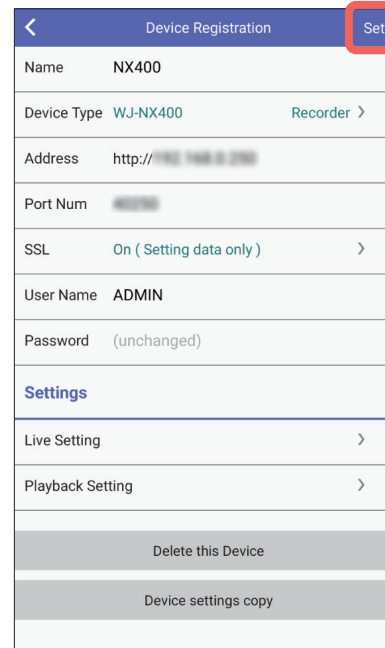 Device Registration Set
Name NX400
Device Type WJ-NX400 Recorder
Address http://
Port Num
SSL On ( Setting data only )
User Name ADMIN
Password (unchanged)
Settings
Live Setting
Playback Setting
Delete this Device
Device settings copy